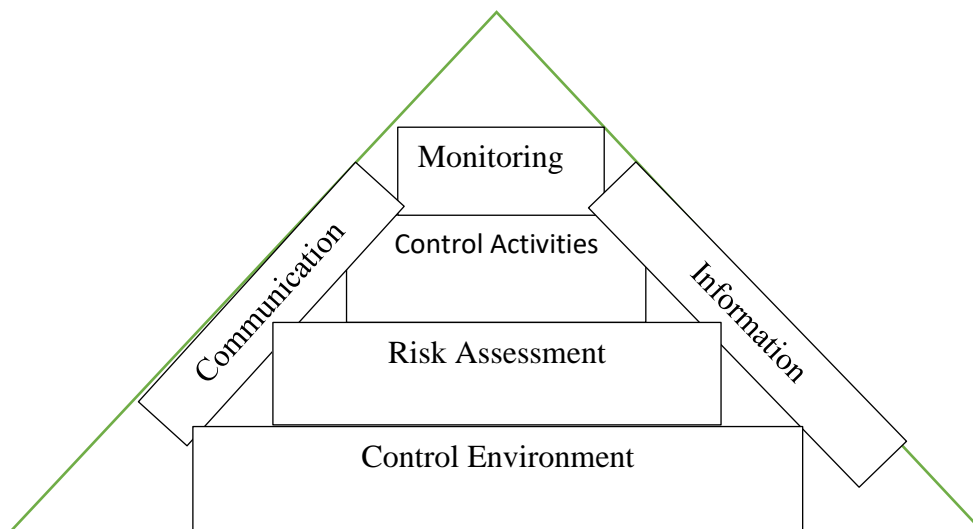 Monitoring
Control Activities
Communication
Information
Risk Assessment
Control Environment